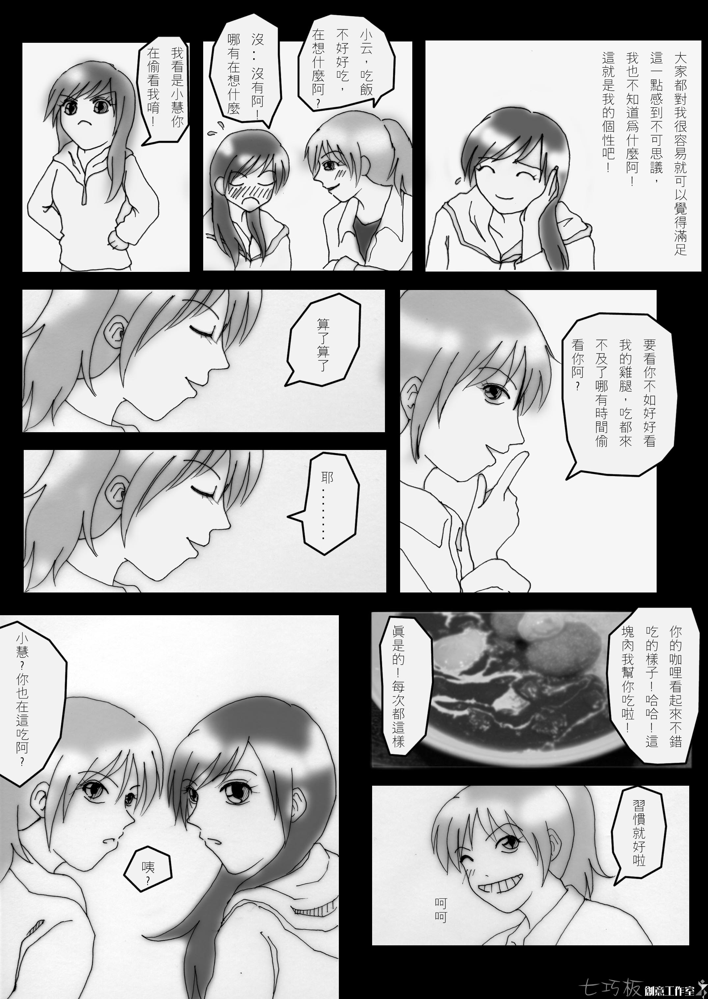 大家都對我很容易就可以覺得滿足
這一點感到不可思議，
我也不知道為什麼阿！
這就是我的個性吧！
小云，吃飯
不好好吃，
在想什麼阿？
沒：沒有阿！
哪有在想什麼
我看是小慧你
在偷看我唷！
要看你不如好好看
我的雞腿，吃都來
不及了哪有時間偷
看你阿？
算了算了
耶………
你的咖哩看起來不錯
吃的樣子！哈哈！這
塊肉我幫你吃啦！
真是的！每次都這樣
習慣就好啦
呵呵
小慧？你也在這吃阿？
咦？
七巧板創意工作室